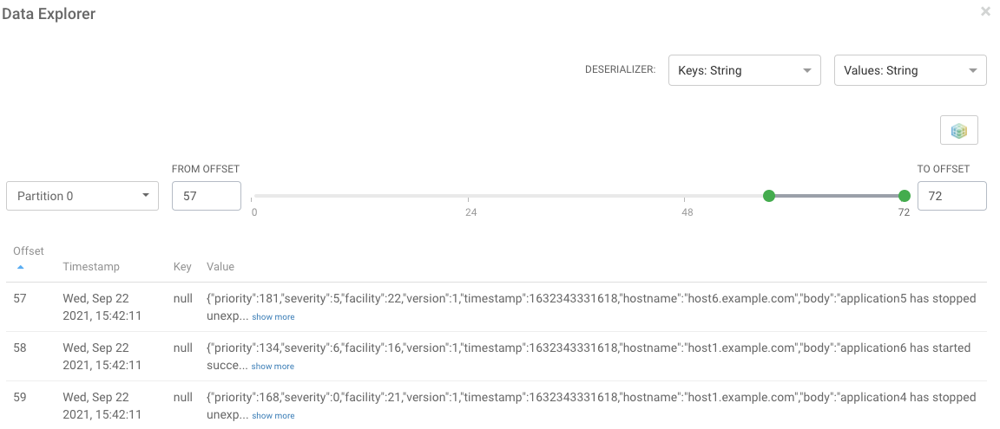 Data Explorer
×
DESERIALIZER:
Keys: String
Values: String
FROM OFFSET
TO OFFSET
Partition 0
57
72
0
24
48
72
Offset
Timestamp
Key
Value
57
Wed, Sep 22
2021, 15:42:11
null
{"priority":181,"severity":5,"facility":22,"version":1,"timestamp":1632343331618,"hostname":"host6.example.com","body":"application5 has stopped
unexp... show more
58
Wed, Sep 22
2021, 15:42:11
null
{"priority":134,"severity":6,"facility":16,"version":1,"timestamp":1632343331618,"hostname":"host1.example.com","body":"application6 has started
succe... show more
59
Wed, Sep 22
2021, 15:42:11
null
{"priority":168,"severity":0,"facility":21,"version":1,"timestamp":1632343331618,"hostname":"host1.example.com","body":"application4 has stopped
unexp... show more